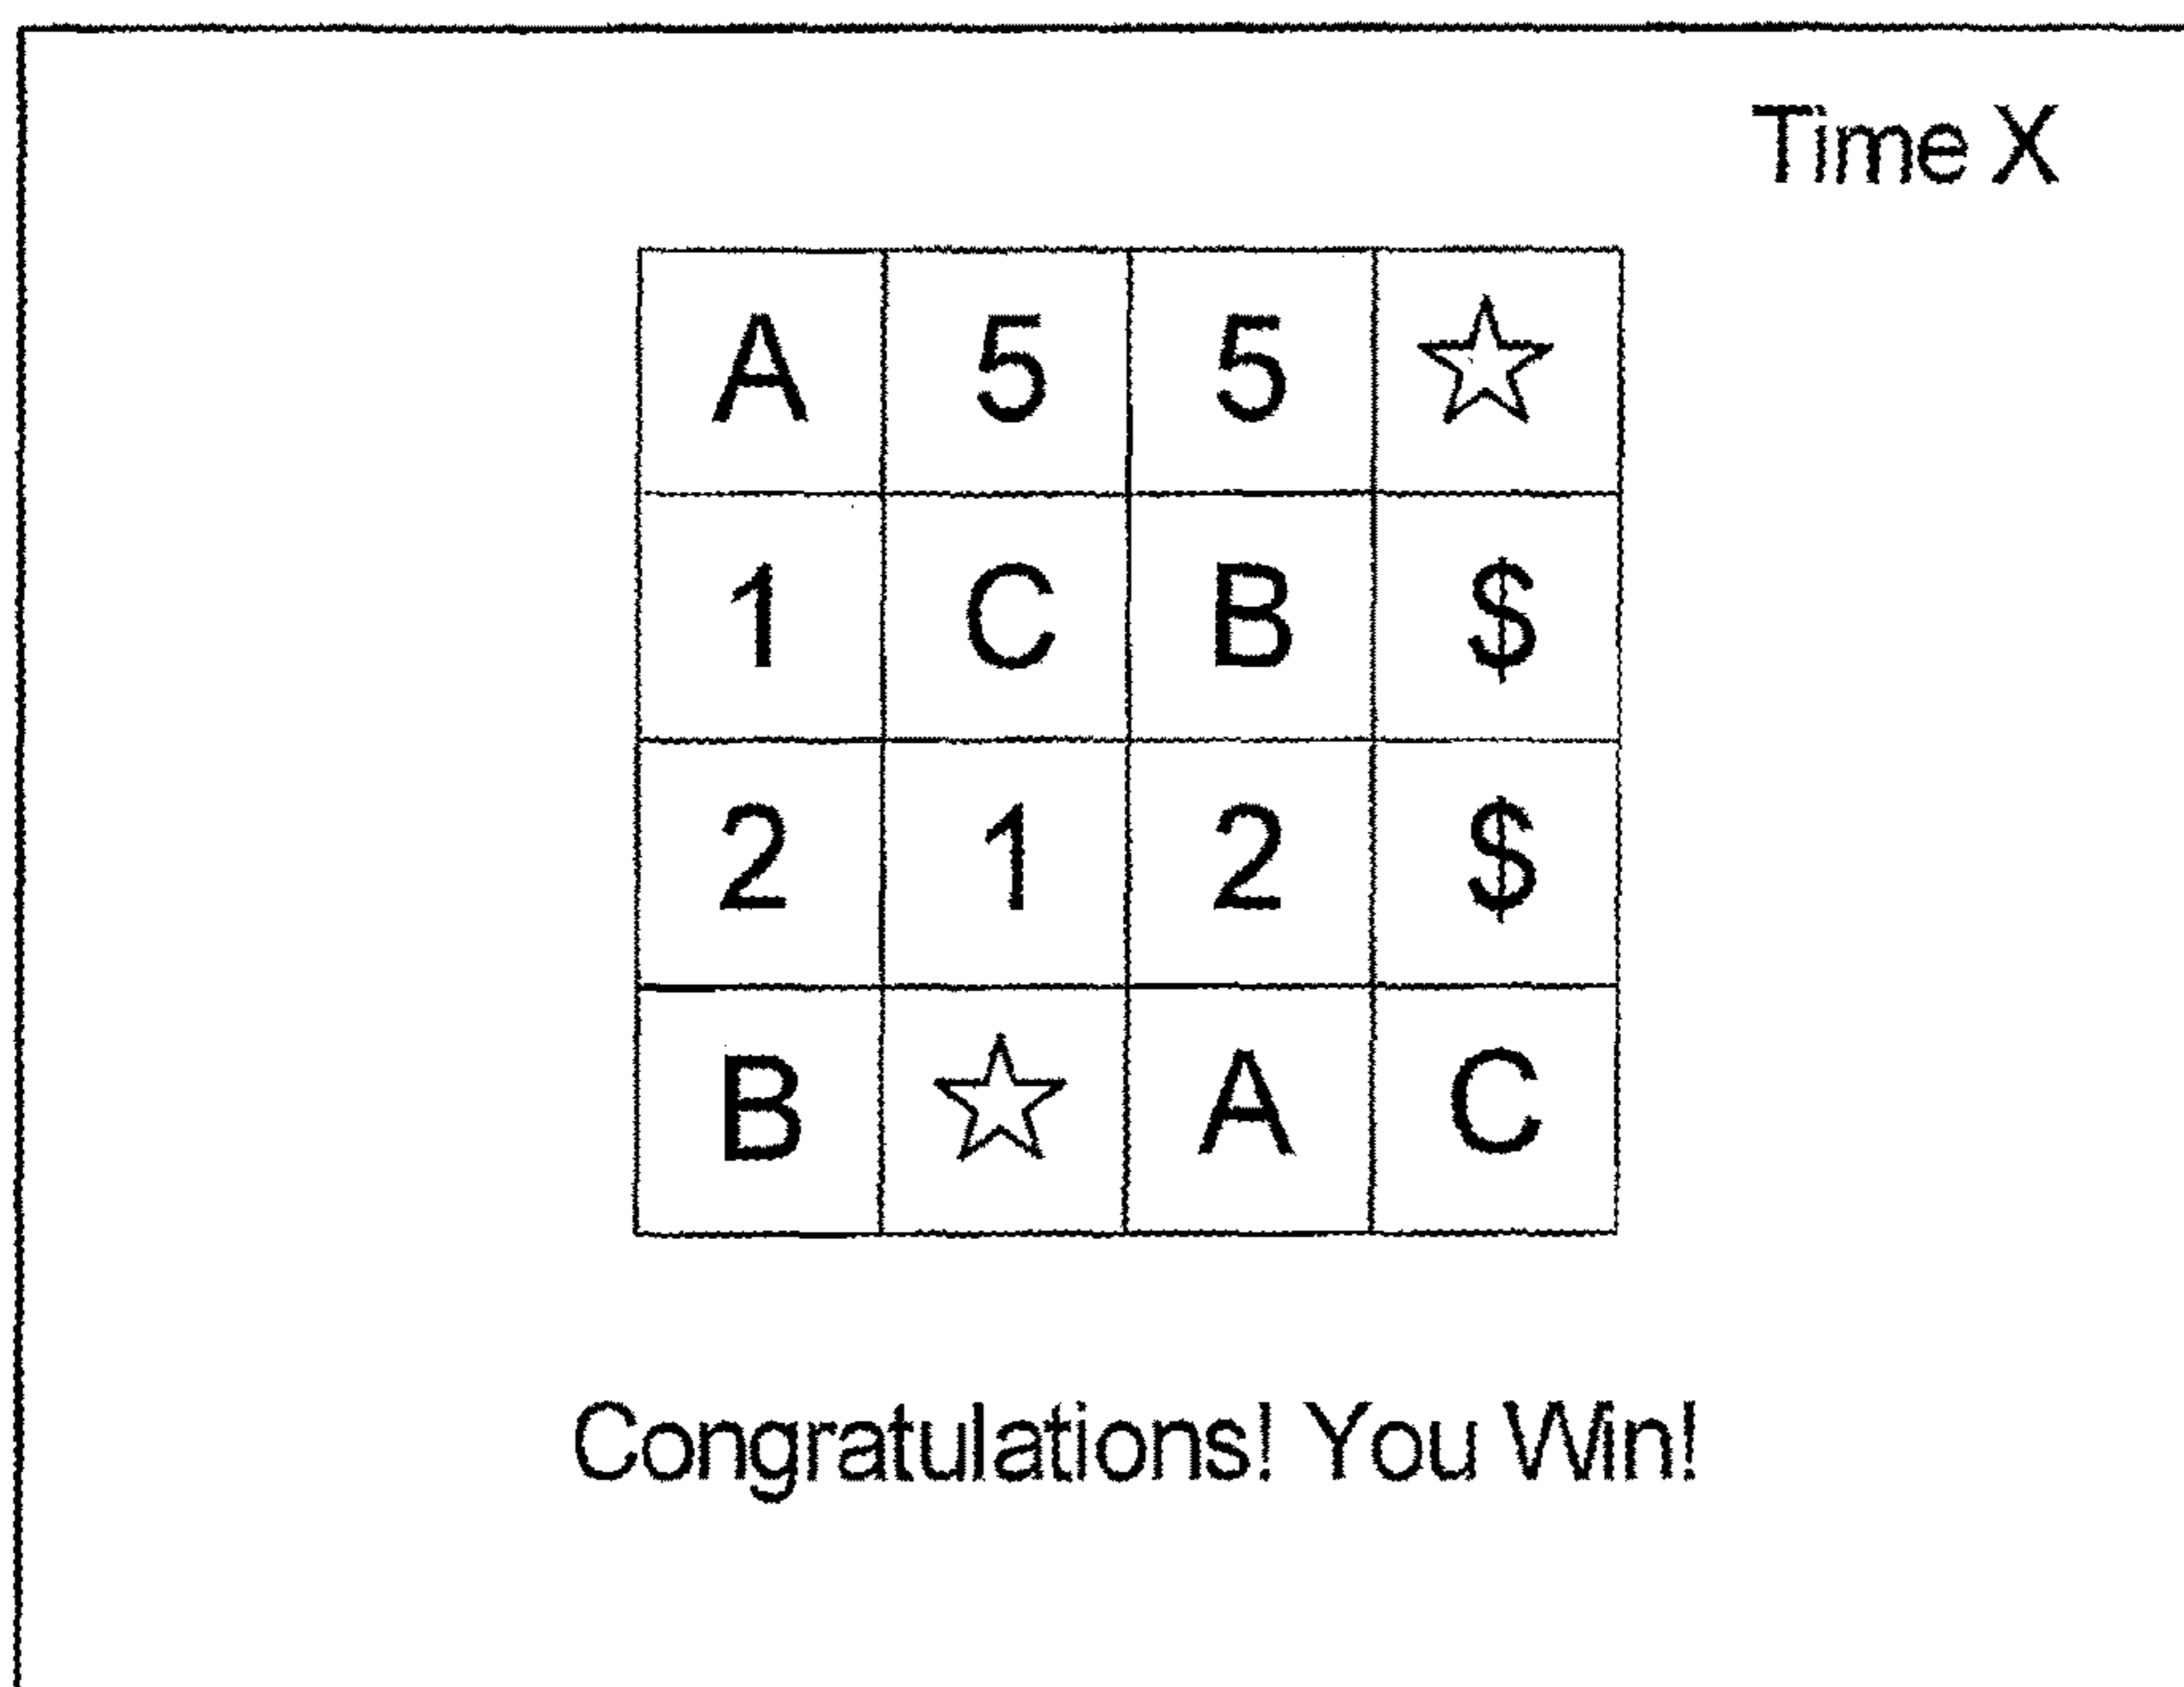 Time X
A 5 5 ☆
1 C B $
2 1 2 $
B ☆ A C
Congratulations! You Win!